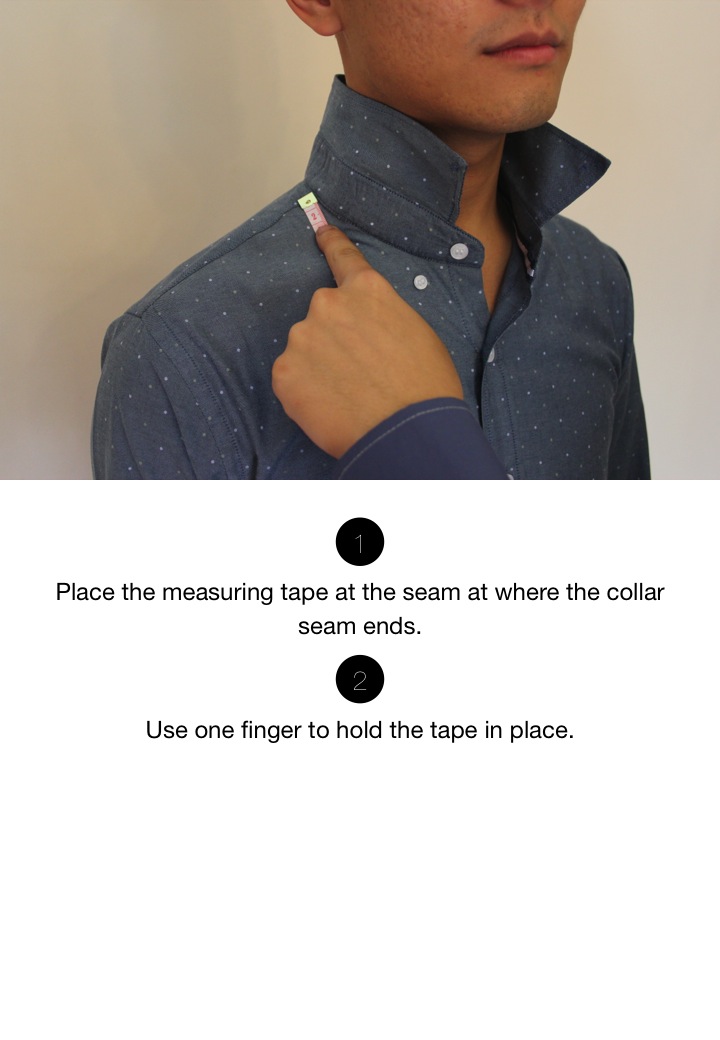 1
Place the measuring tape at the seam at where the collar
seam ends.
2
Use one finger to hold the tape in place.